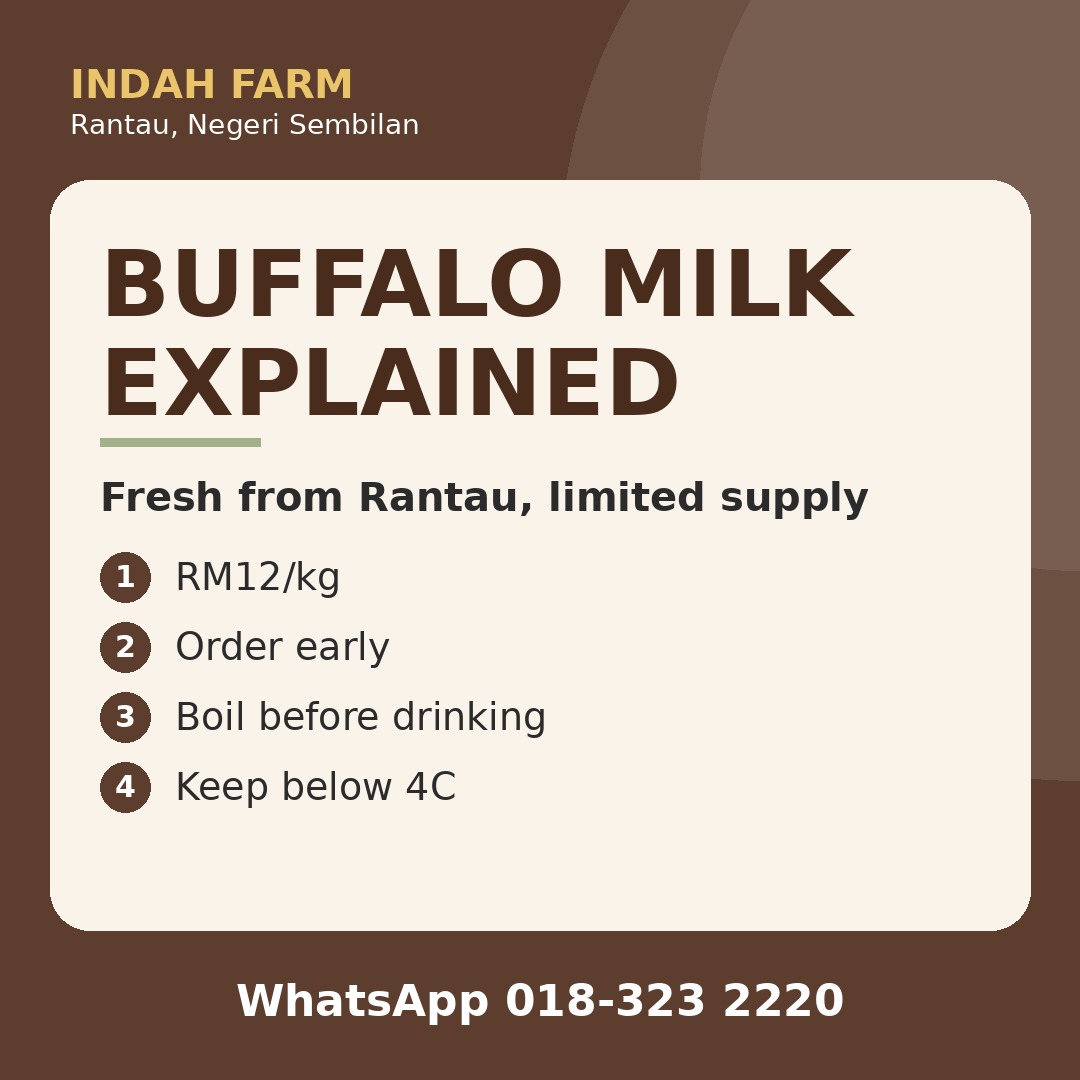 INDAH FARM
Rantau, Negeri Sembilan
BUFFALO MILK
EXPLAINED
Fresh from Rantau, limited supply
1 RM12/kg
2 Order early
3 Boil before drinking
4 Keep below 4C
WhatsApp 018-323 2220